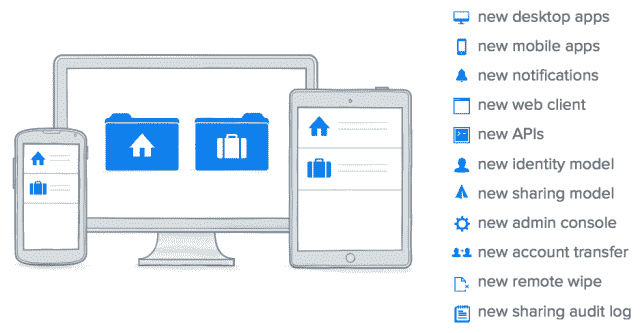 new desktop apps
new mobile apps
new notifications
new web client
new APIs
new identity model
new sharing model
new admin console
new account transfer
new remote wipe
new sharing audit log